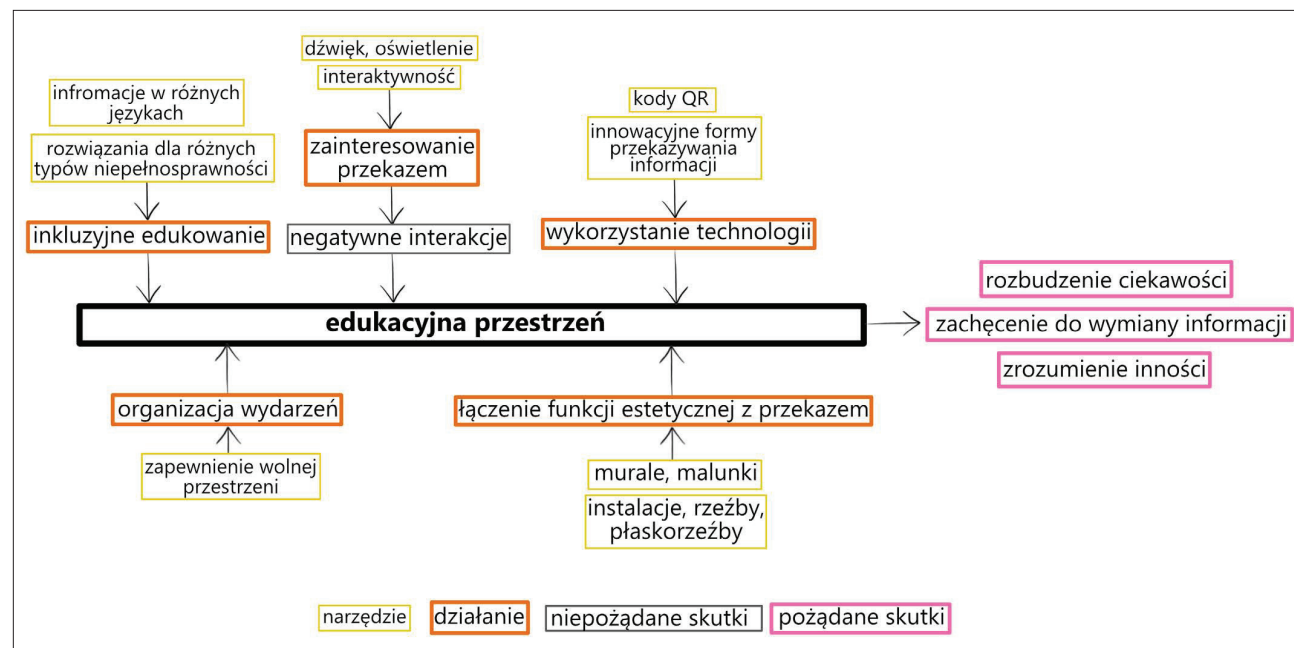 dźwięk, oświetlenie
interaktywność
infromacje w różnych
językach
rozwiązania dla różnych
typów niepełnosprawności
zainteresowanie
przekazem
kody QR
innowacyjne formy
przekazywania
informacji
inkluzyjne edukowanie
negatywne interakcje
wykorzystanie technologii
edukacyjna przestrzeń
rozbudzenie ciekawości
zachęcenie do wymiany informacji
zrozumienie inności
organizacja wydarzeń
łączenie funkcji estetycznej z przekazem
zapewnienie wolnej
przestrzeni
murale, malunki
instalacje, rzeźby,
płaskorzeźby
narzędzie
działanie
niepożądane skutki
pożądane skutki